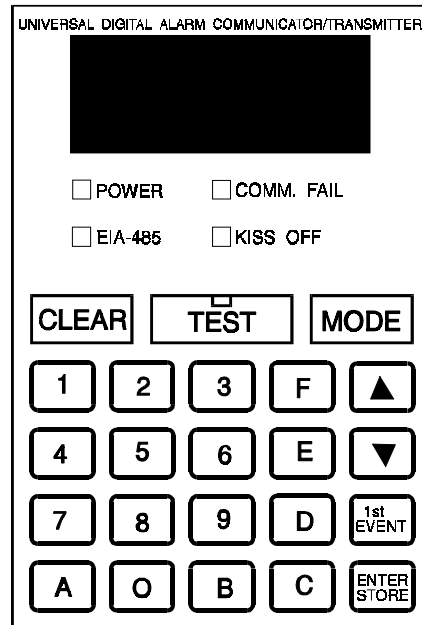 UNIVERSAL DIGITAL ALARM COMMUNICATOR/TRANSMITTER
POWER COMM. FAIL
EIA-485 KISS OFF
CLEAR TEST MODE
1 2 3 F ▲
4 5 6 E ▼
7 8 9 D 1st EVENT
A O B C ENTER STORE